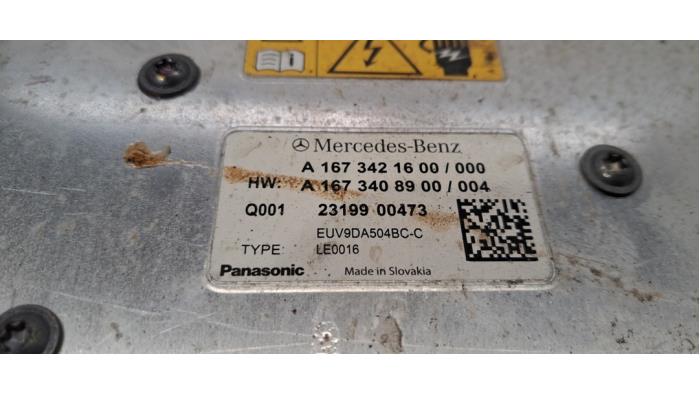 Mercedes-Benz
A 167 342 16 00 / 000
HW: A 167 340 89 00 / 004
Q001 23199 00473
EUV9DA504BC-C
TYPE: LE0016
Panasonic Made in Slovakia